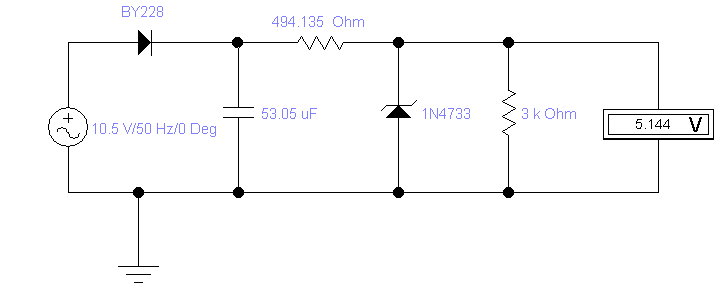 BY228
494.135 Ohm
+
10.5 V/50 Hz/0 Deg
53.05 uF
1N4733
3 k Ohm
5.144 V